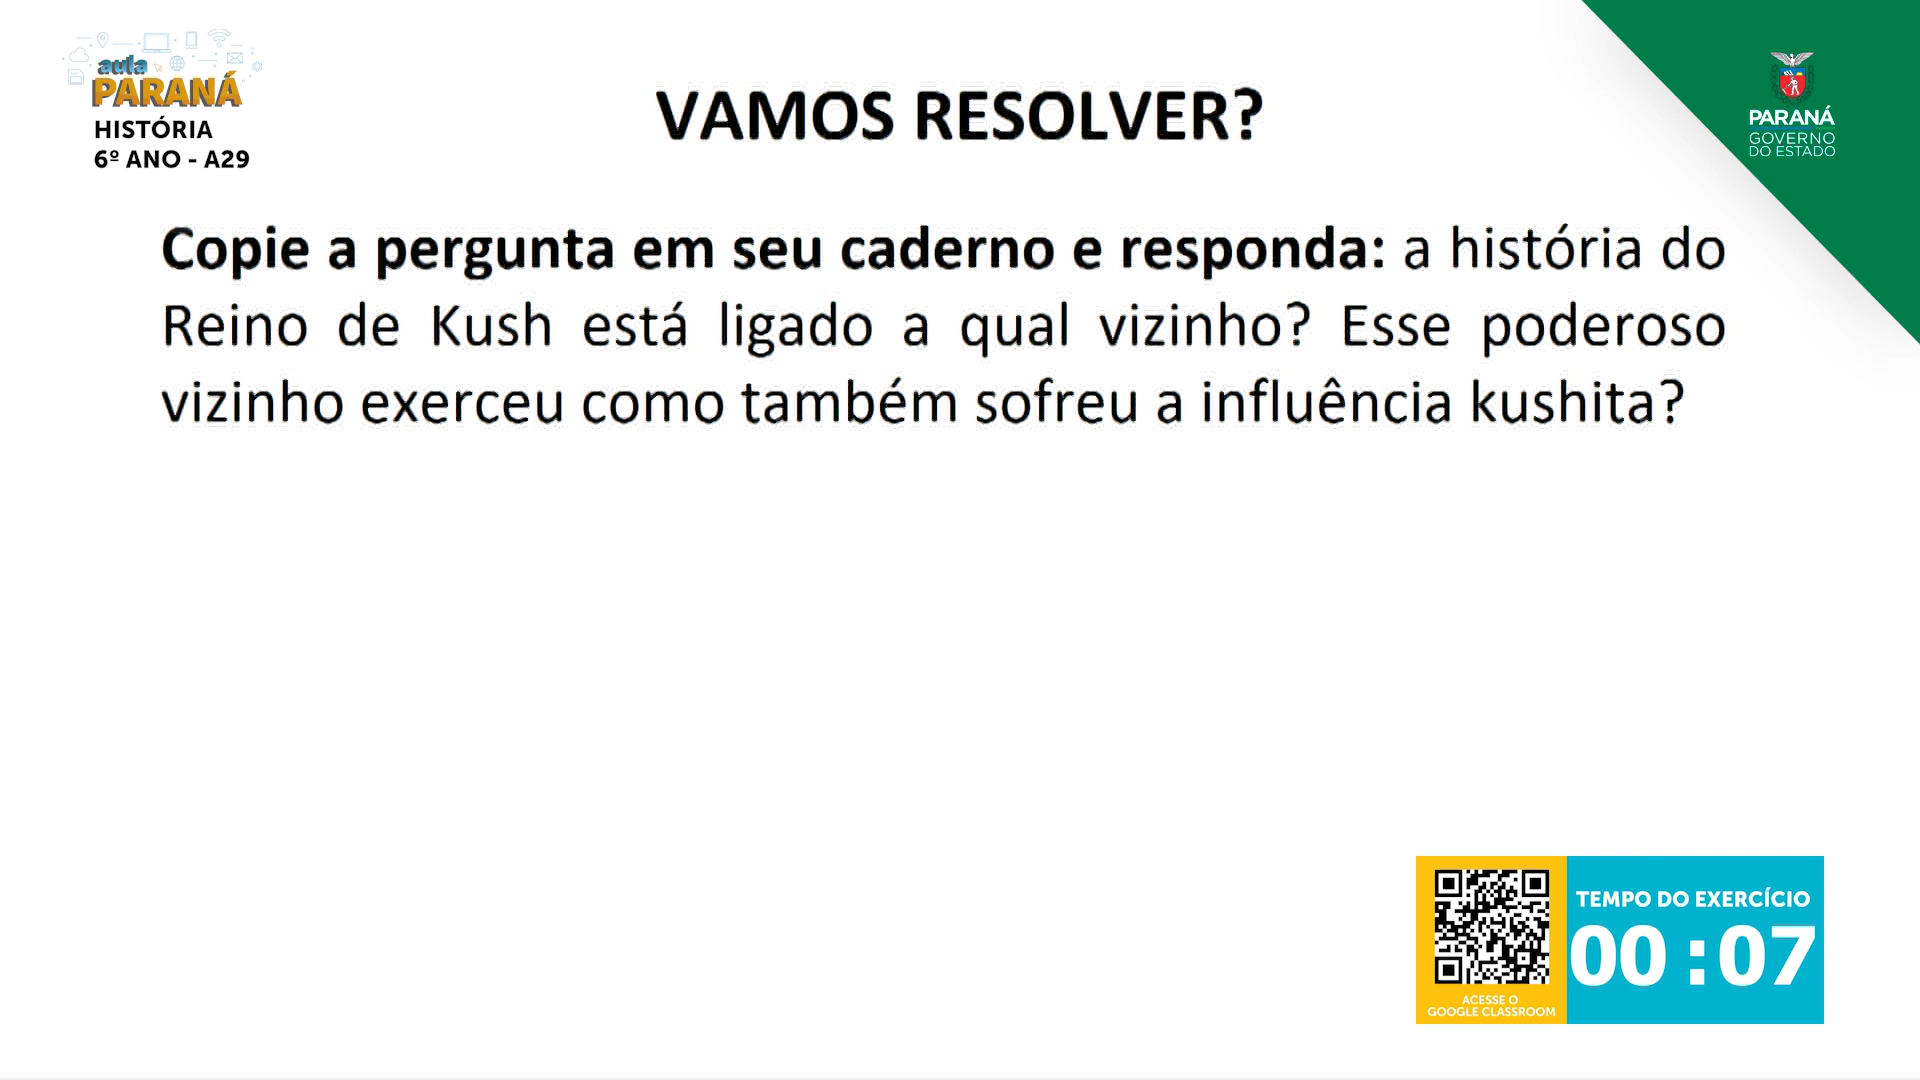 aula
PARANÁ
HISTÓRIA
6º ANO - A29
VAMOS RESOLVER?
PARANÁ
GOVERNO
DO ESTADO
Copie a pergunta em seu caderno e responda: a história do
Reino de Kush está ligado a qual vizinho? Esse poderoso
vizinho exerceu como também sofreu a influência kushita?
TEMPO DO EXERCÍCIO
00 : 07
ACESSE O
GOOGLE CLASSROOM